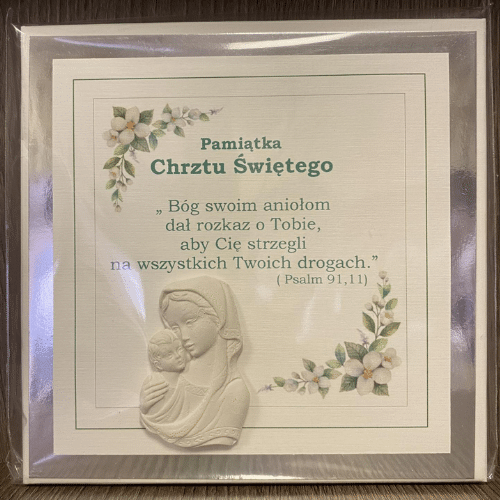 Pamiątka
Chrztu Świętego
„ Bóg swoim aniołom
dał rozkaz o Tobie,
aby Cię strzegli
na wszystkich Twoich drogach.”
( Psalm 91,11)